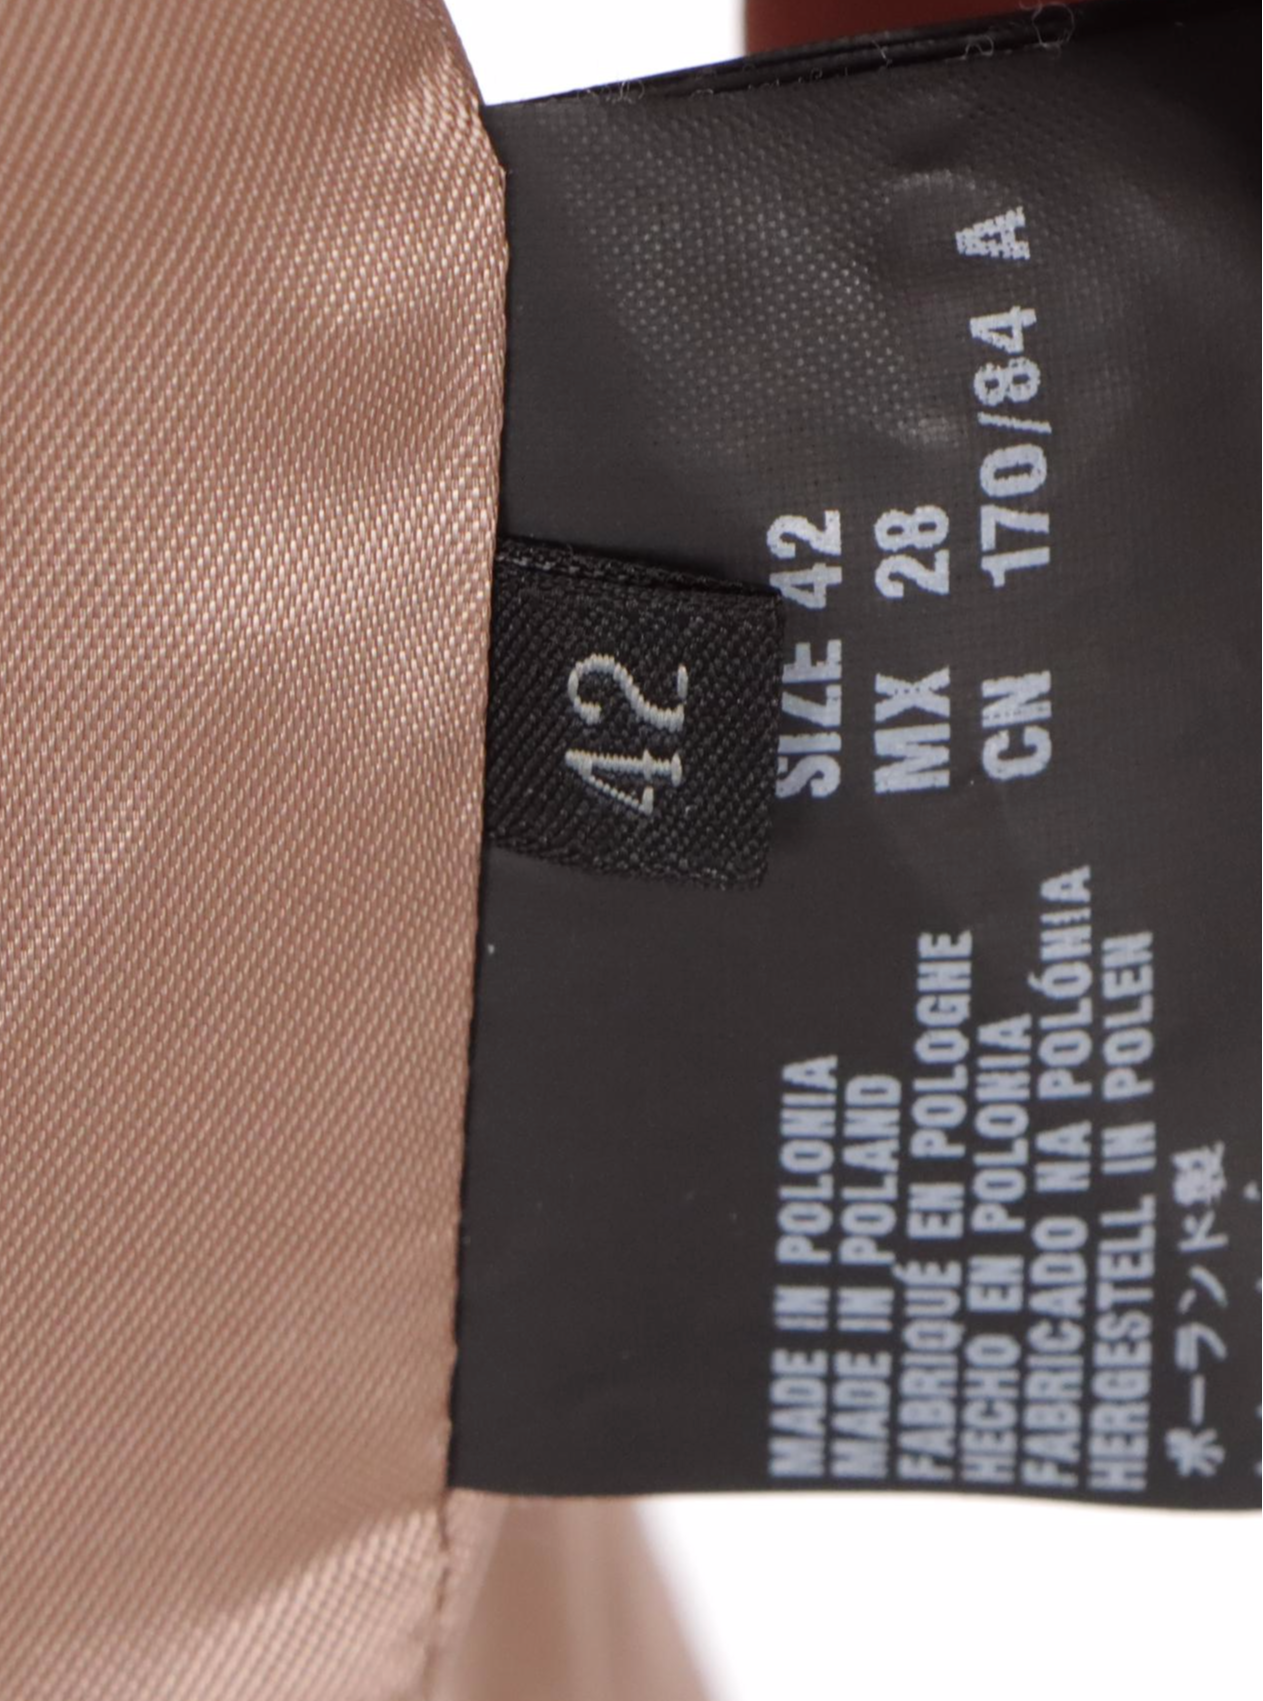 42
SIZE 42
MX 28
CN 170/84 A
MADE IN POLONIA
MADE IN POLAND
FABRIQUÉ EN POLOGNE
HECHO EN POLONIA
FABRICADO NA POLÓNIA
HERGESTELL IN POLEN
ポーランド製